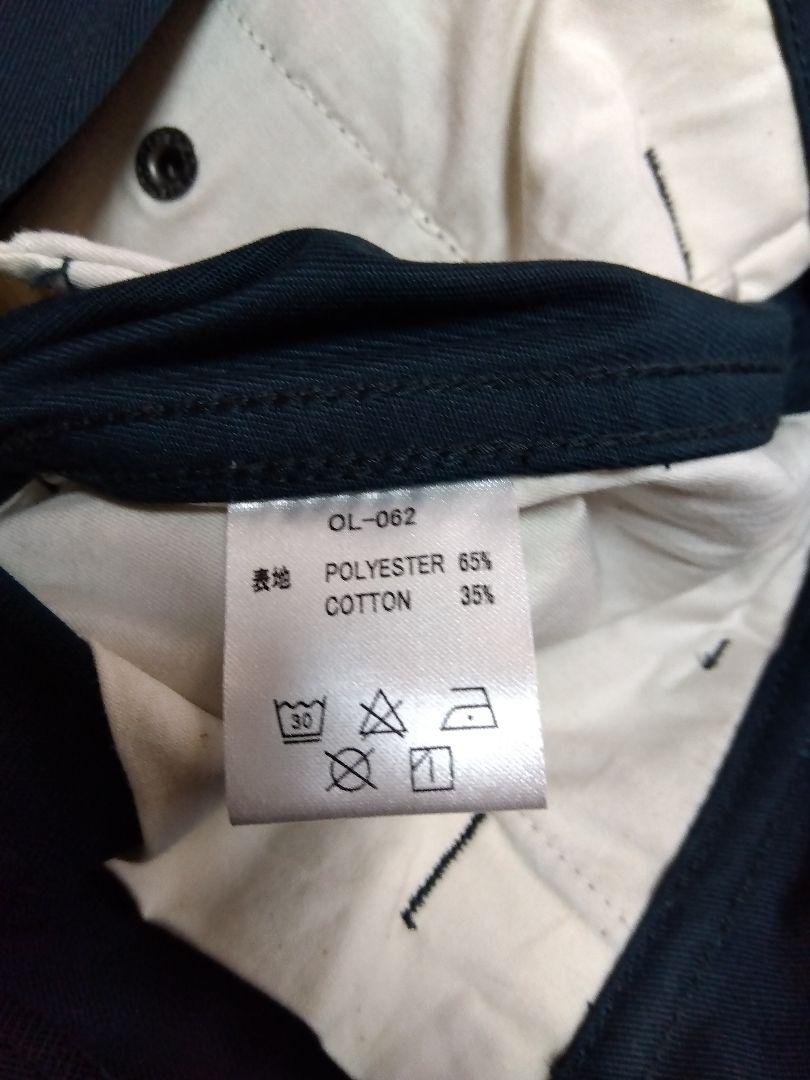 OL-062
表地 POLYESTER 65%
COTTON 35%
30